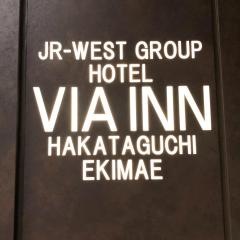 JR-WEST GROUP
HOTEL
VIA INN
HAKATAGUCHI
EKIMAE